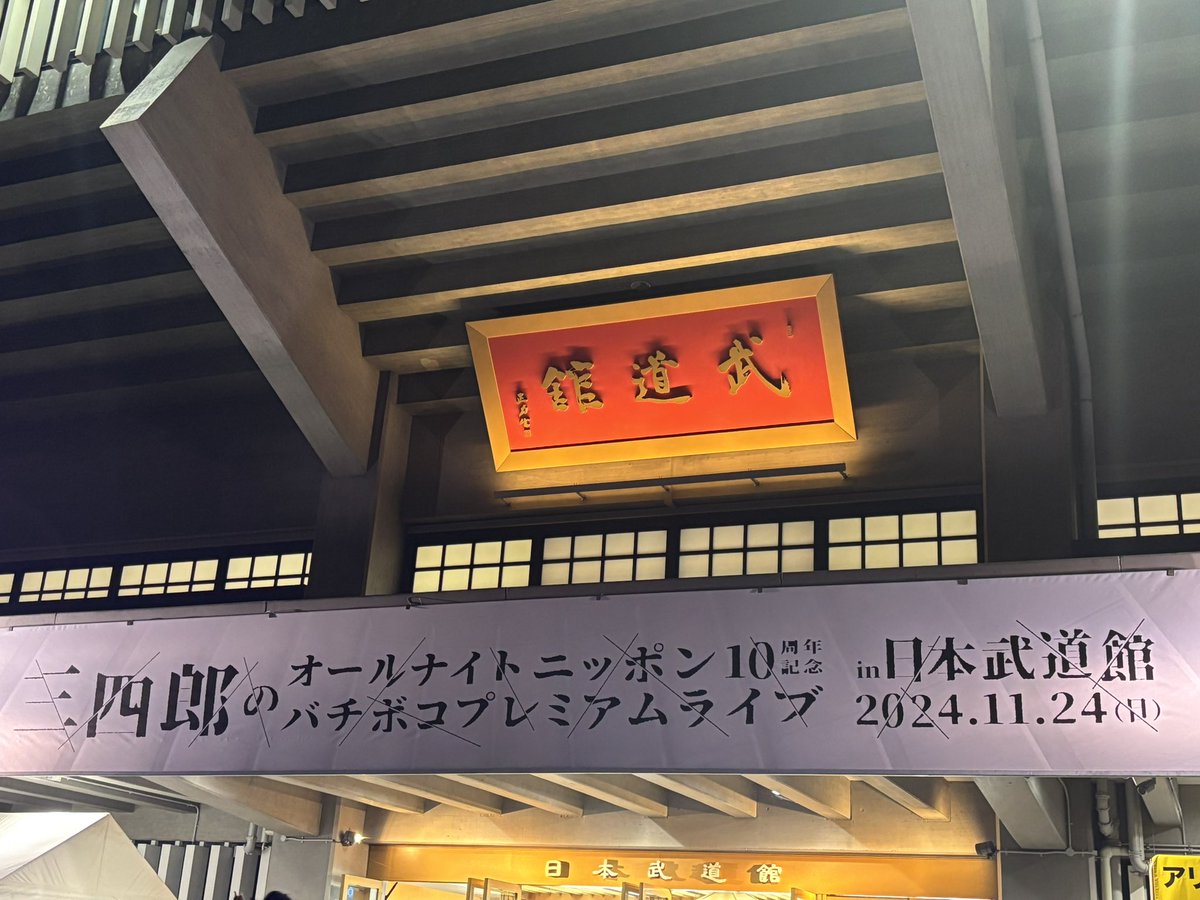 武道館
三四郎の
オールナイトニッポン10周年記念
バチボコプレミアムライブ
in日本武道館
2024.11.24(日)
日本武道館
アリ